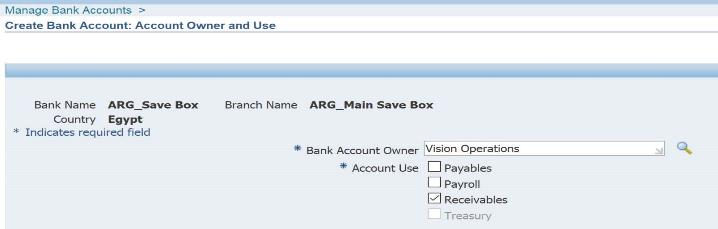 Manage Bank Accounts >
Create Bank Account: Account Owner and Use
Bank Name ARG_Save Box Branch Name ARG_Main Save Box
Country Egypt
* Indicates required field
* Bank Account Owner Vision Operations
* Account Use Payables
Payroll
Receivables
Treasury